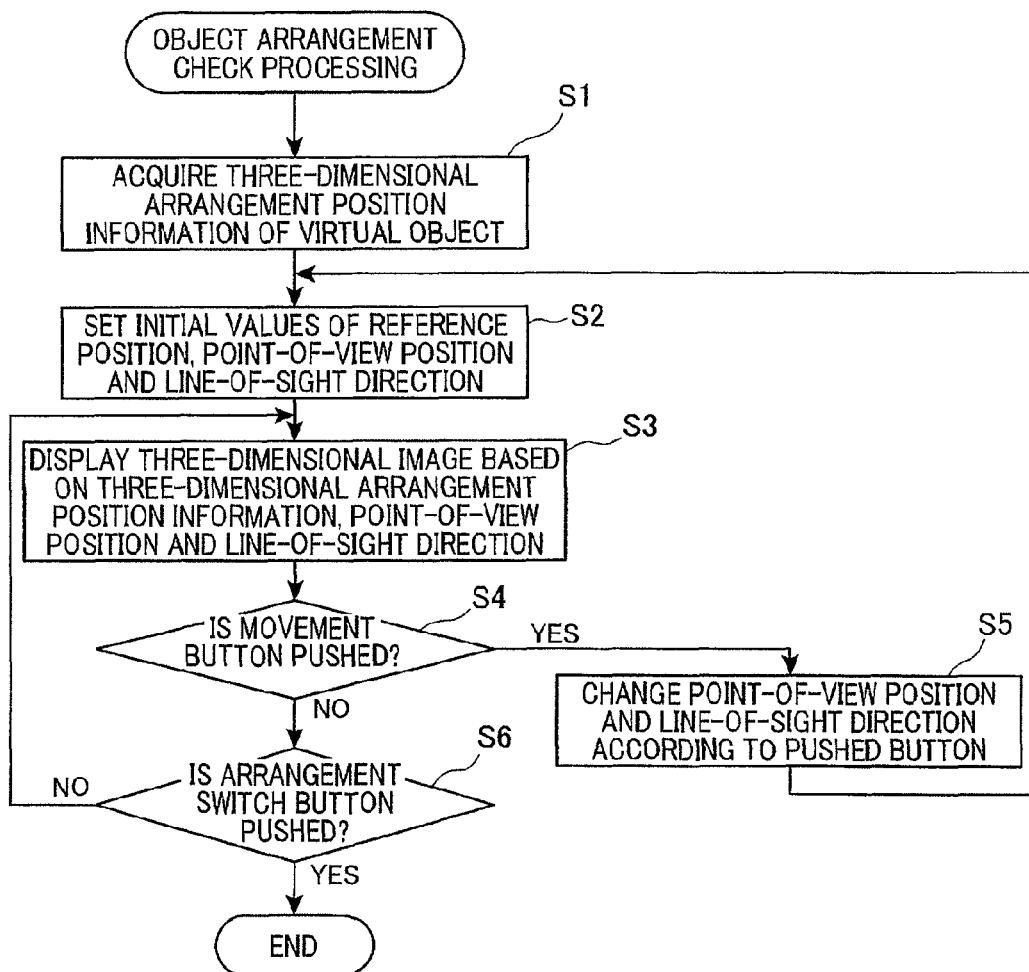 OBJECT ARRANGEMENT
CHECK PROCESSING
S1
ACQUIRE THREE-DIMENSIONAL
ARRANGEMENT POSITION
INFORMATION OF VIRTUAL OBJECT
S2
SET INITIAL VALUES OF REFERENCE
POSITION, POINT-OF-VIEW POSITION
AND LINE-OF-SIGHT DIRECTION
S3
DISPLAY THREE-DIMENSIONAL IMAGE BASED
ON THREE-DIMENSIONAL ARRANGEMENT
POSITION INFORMATION, POINT-OF-VIEW
POSITION AND LINE-OF-SIGHT DIRECTION
S4
IS MOVEMENT
BUTTON PUSHED?
YES
NO
S5
CHANGE POINT-OF-VIEW POSITION
AND LINE-OF-SIGHT DIRECTION
ACCORDING TO PUSHED BUTTON
S6
IS ARRANGEMENT
SWITCH BUTTON
PUSHED?
NO
YES
END